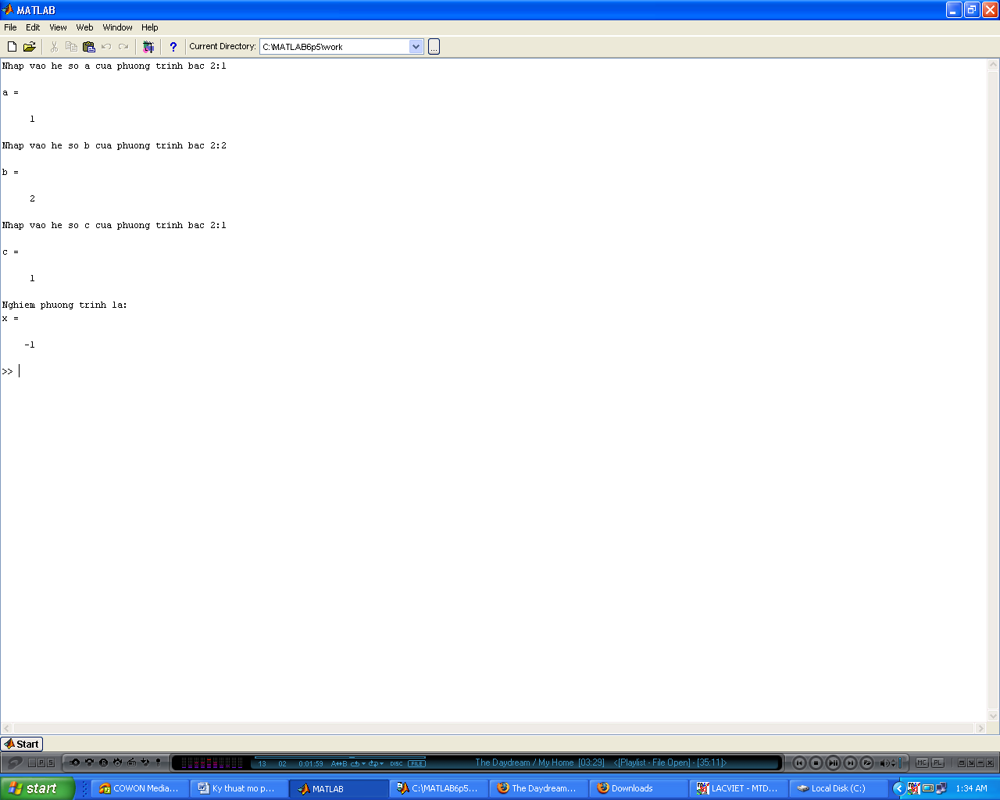 MATLAB
File Edit View Web Window Help
Current Directory: C:\MATLAB6p5\work ...
Nhap vao he so a cua phuong trinh bac 2:1
a =
1
Nhap vao he so b cua phuong trinh bac 2:2
b =
2
Nhap vao he so c cua phuong trinh bac 2:1
c =
1
Nghiem phuong trinh la:
x =
-1
>>
Start
P S R 13 02 0:01:59 A↔B DISC FILE The Daydream / My Home [03:29] <[Playlist - File Open] - [35:11]> MC PL
start COWON Media... Ky thuat mo p... MATLAB C:\MATLAB6p5... The Daydream... Downloads LACVIET - MTD... Local Disk (C:) 1:34 AM